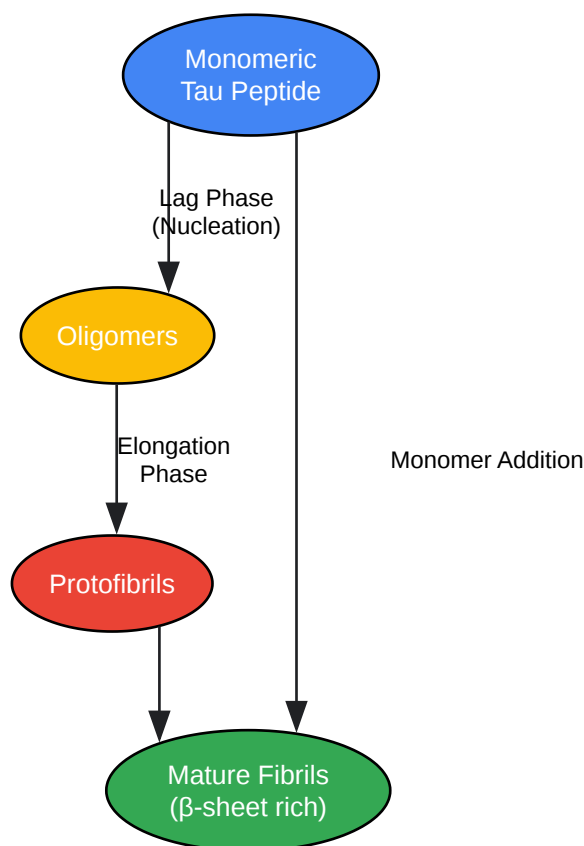 Monomeric
Tau Peptide
Lag Phase
(Nucleation)
Oligomers
Elongation
Phase
Monomer Addition
Protofibrils
Mature Fibrils
(β-sheet rich)